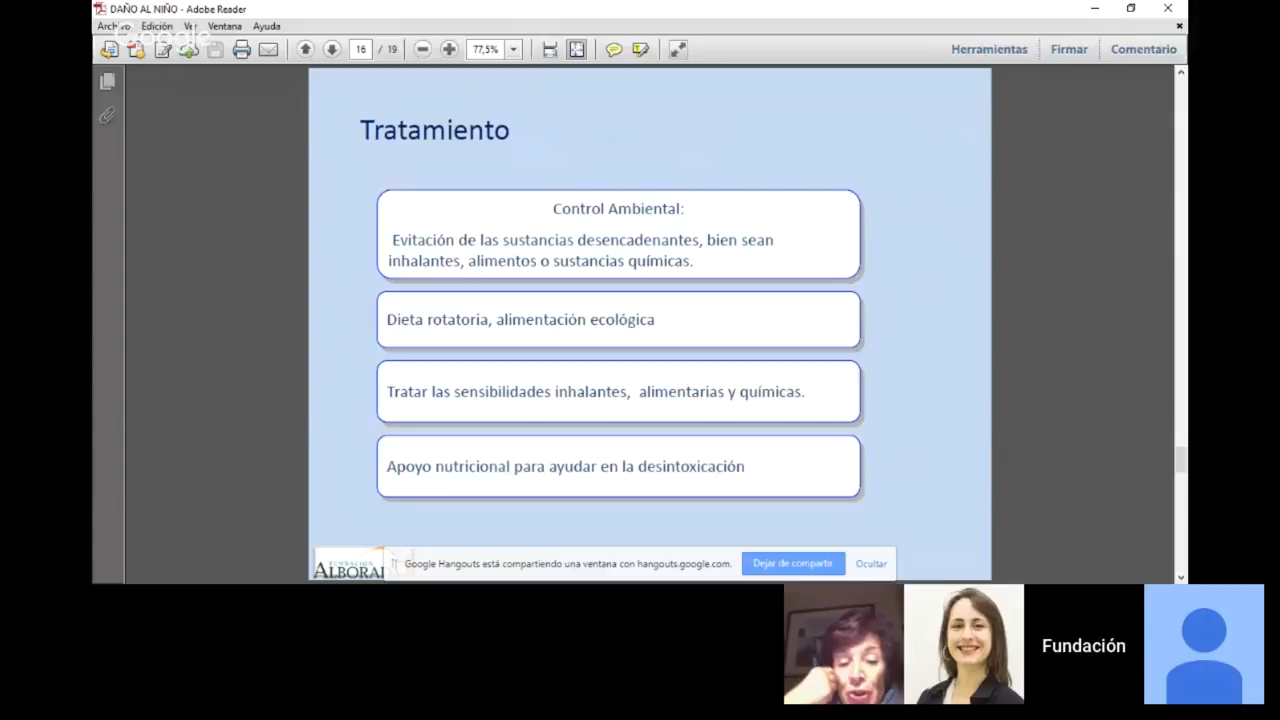 DAÑO AL NIÑO - Adobe Reader
Archivo Edición Ver Ventana Ayuda
Google
16 / 19
77,5%
Herramientas Firmar Comentario
Tratamiento
Control Ambiental:
Evitación de las sustancias desencadenantes, bien sean
inhalantes, alimentos o sustancias químicas.
Dieta rotatoria, alimentación ecológica
Tratar las sensibilidades inhalantes, alimentarias y químicas.
Apoyo nutricional para ayudar en la desintoxicación
FUNDACIÓN
ALBORAD
Google Hangouts está compartiendo una ventana con hangouts.google.com.
Dejar de compartir
Ocultar
Fundación